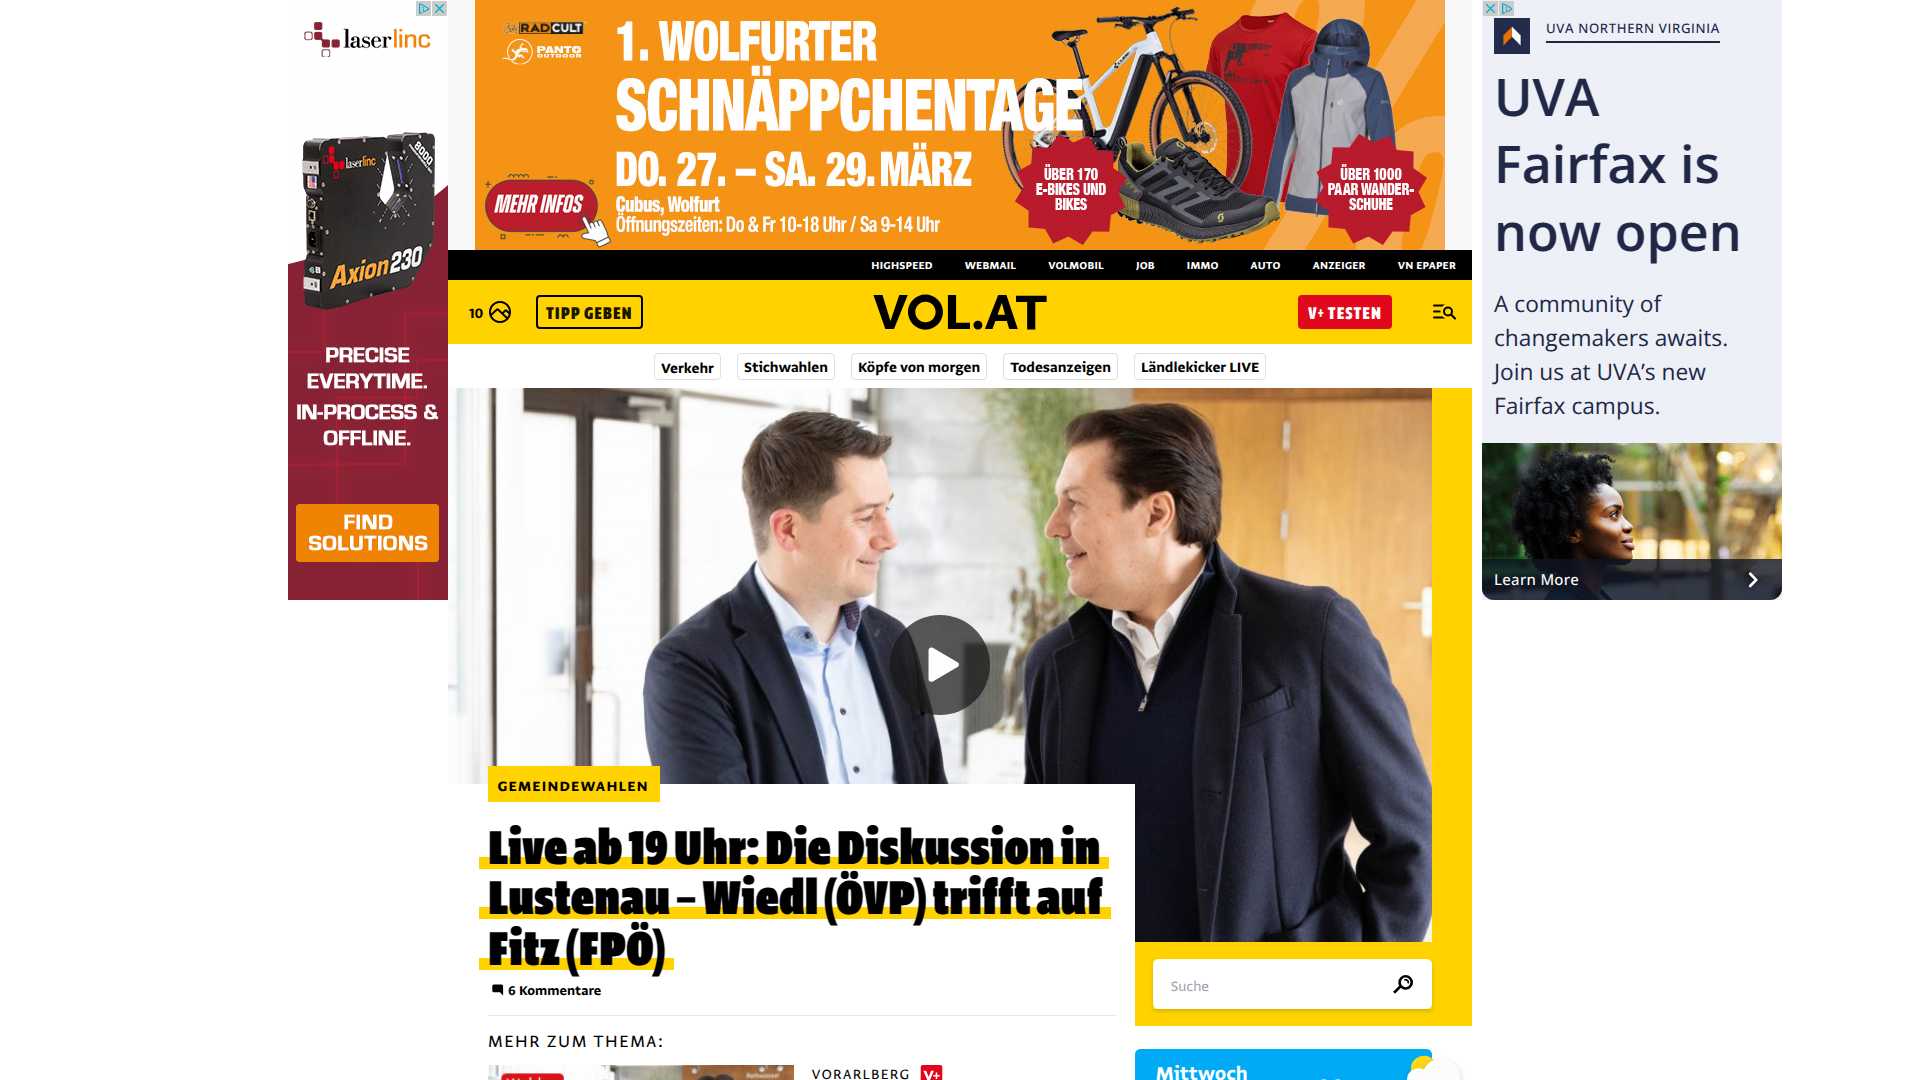 laserlinc
laserlinc
8000
Axion230
PRECISE
EVERYTIME.
IN-PROCESS &
OFFLINE.
FIND
SOLUTIONS
RADCULT
PANTO
OUTDOOR
1. WOLFURTER
SCHNÄPPCHENTAGE
DO. 27. – SA. 29. MÄRZ
MEHR INFOS
Cubus, Wolfurt
Öffnungszeiten: Do & Fr 10-18 Uhr / Sa 9-14 Uhr
ÜBER 170
E-BIKES UND
BIKES
ÜBER 1000
PAAR WANDER-
SCHUHE
UVA NORTHERN VIRGINIA
UVA
Fairfax is
now open
A community of
changemakers awaits.
Join us at UVA’s new
Fairfax campus.
Learn More
HIGHSPEED WEBMAIL VOLMOBIL JOB IMMO AUTO ANZEIGER VN EPAPER
10 TIPP GEBEN VOL.AT V+ TESTEN
Verkehr Stichwahlen Köpfe von morgen Todesanzeigen Ländlekicker LIVE
GEMEINDEWAHLEN
Live ab 19 Uhr: Die Diskussion in
Lustenau – Wiedl (ÖVP) trifft auf
Fitz (FPÖ)
6 Kommentare
Suche
MEHR ZUM THEMA:
VORARLBERG V+
Mittwoch